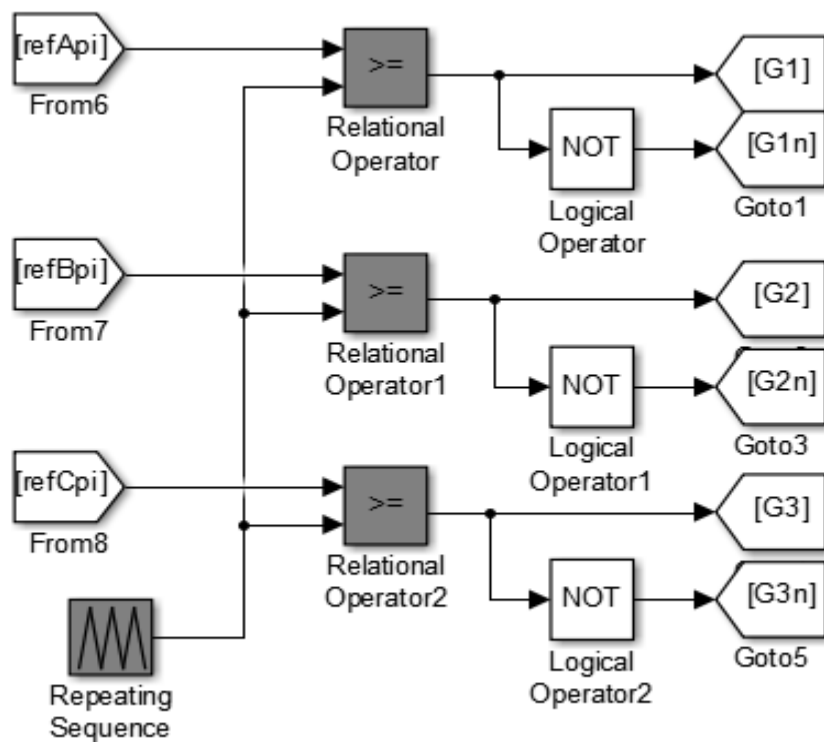 [refApi]
From6
>=
Relational
Operator
[G1]
NOT
Logical
Operator
[G1n]
Goto1
[refBpi]
From7
>=
Relational
Operator1
[G2]
NOT
Logical
Operator1
[G2n]
Goto3
[refCpi]
From8
>=
Relational
Operator2
[G3]
NOT
Logical
Operator2
[G3n]
Goto5
Repeating
Sequence